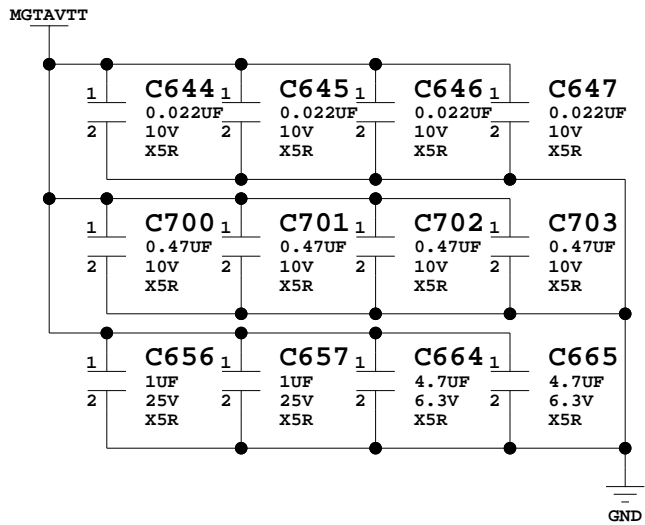 MGTAVTT
1 C644 1 C645 1 C646 1 C647
0.022UF 0.022UF 0.022UF 0.022UF
2 10V 2 10V 2 10V 2 10V
X5R X5R X5R X5R
1 C700 1 C701 1 C702 1 C703
0.47UF 0.47UF 0.47UF 0.47UF
2 10V 2 10V 2 10V 2 10V
X5R X5R X5R X5R
1 C656 1 C657 1 C664 1 C665
1UF 1UF 4.7UF 4.7UF
2 25V 2 25V 2 6.3V 2 6.3V
X5R X5R X5R X5R
GND